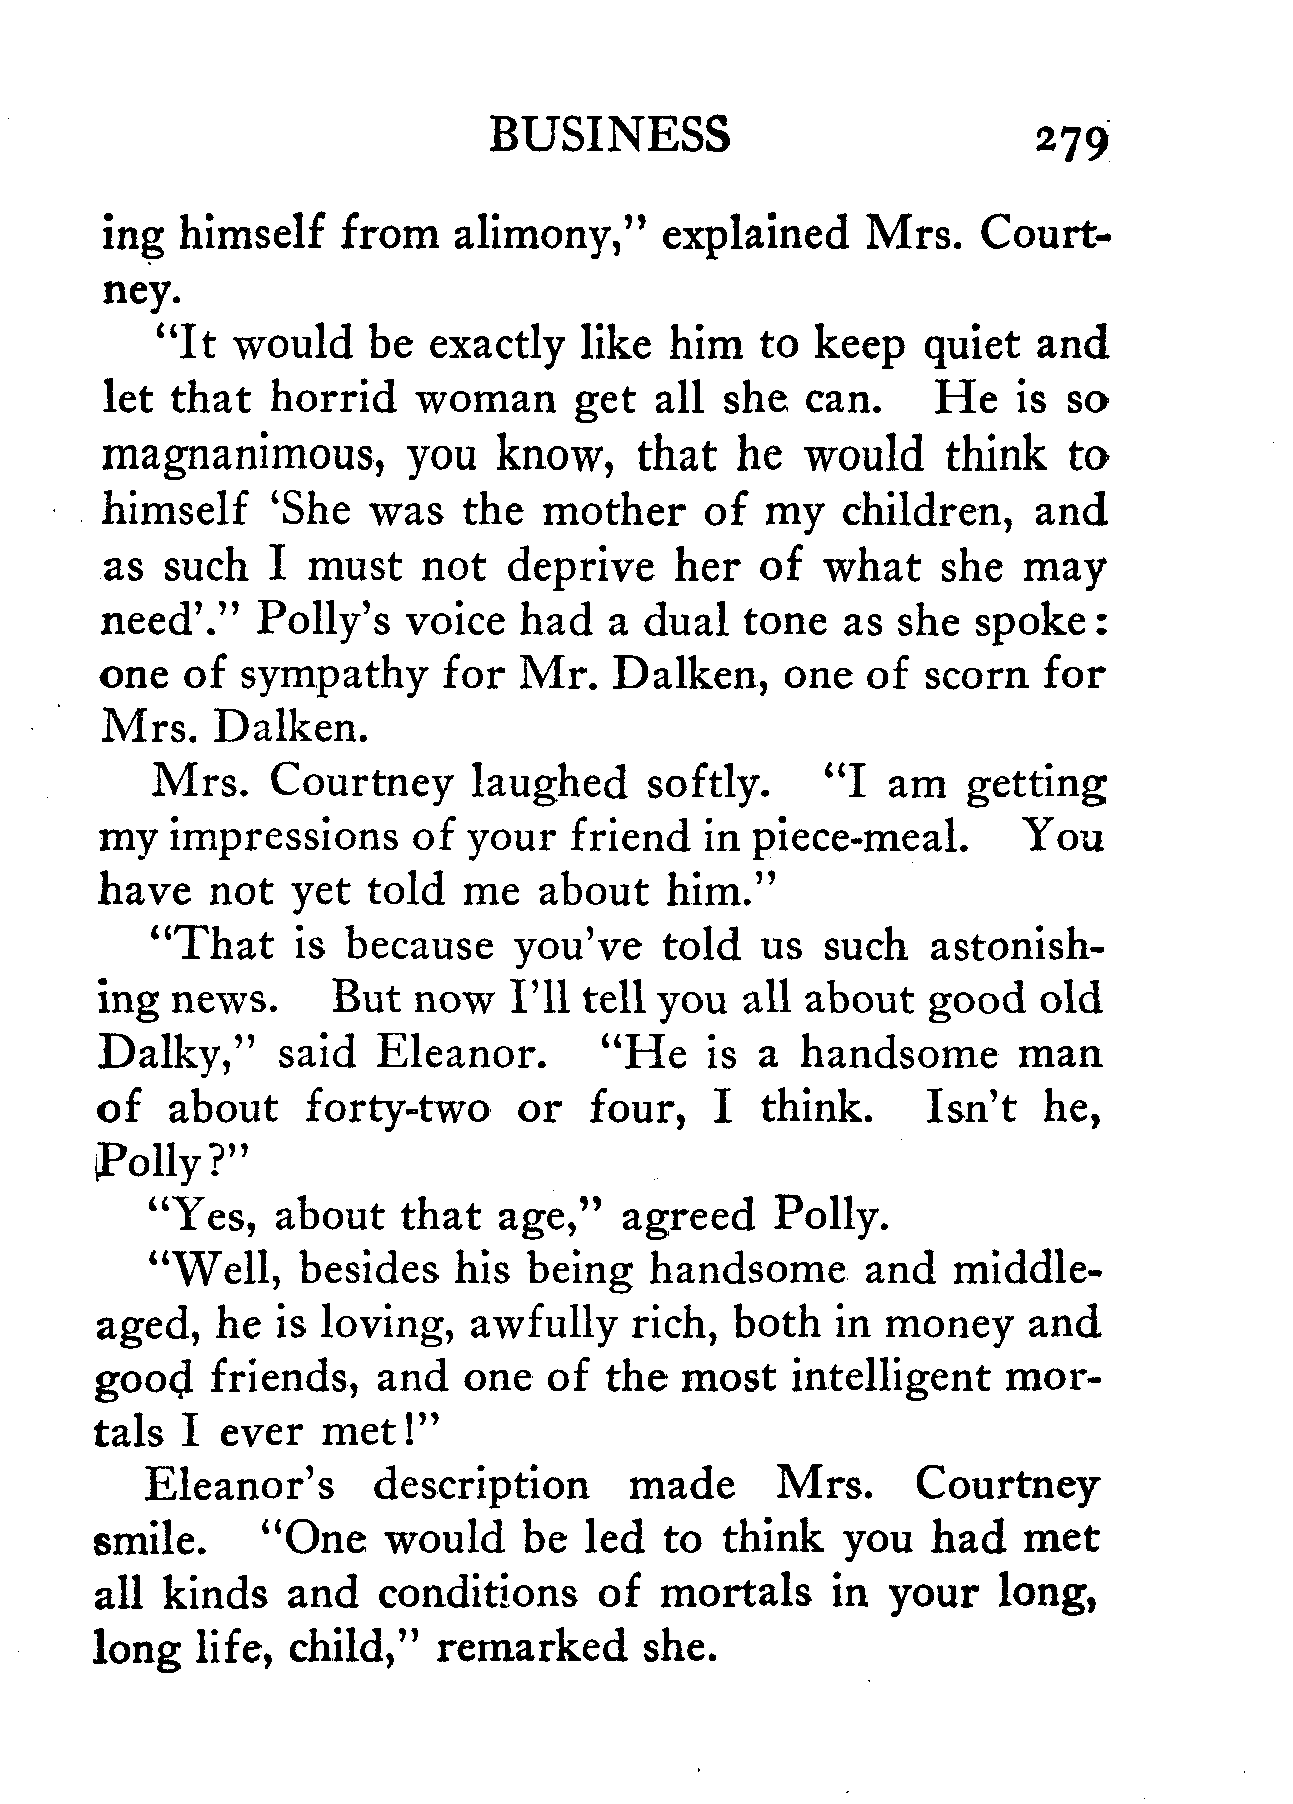 BUSINESS 279
ing himself from alimony,” explained Mrs. Court-
ney.
“It would be exactly like him to keep quiet and
let that horrid woman get all she can. He is so
magnanimous, you know, that he would think to
himself ‘She was the mother of my children, and
as such I must not deprive her of what she may
need’.” Polly’s voice had a dual tone as she spoke:
one of sympathy for Mr. Dalken, one of scorn for
Mrs. Dalken.
Mrs. Courtney laughed softly. “I am getting
my impressions of your friend in piece-meal. You
have not yet told me about him.”
“That is because you’ve told us such astonish-
ing news. But now I’ll tell you all about good old
Dalky,” said Eleanor. “He is a handsome man
of about forty-two or four, I think. Isn’t he,
Polly?”
“Yes, about that age,” agreed Polly.
“Well, besides his being handsome and middle-
aged, he is loving, awfully rich, both in money and
good friends, and one of the most intelligent mor-
tals I ever met!”
Eleanor’s description made Mrs. Courtney
smile. “One would be led to think you had met
all kinds and conditions of mortals in your long,
long life, child,” remarked she.